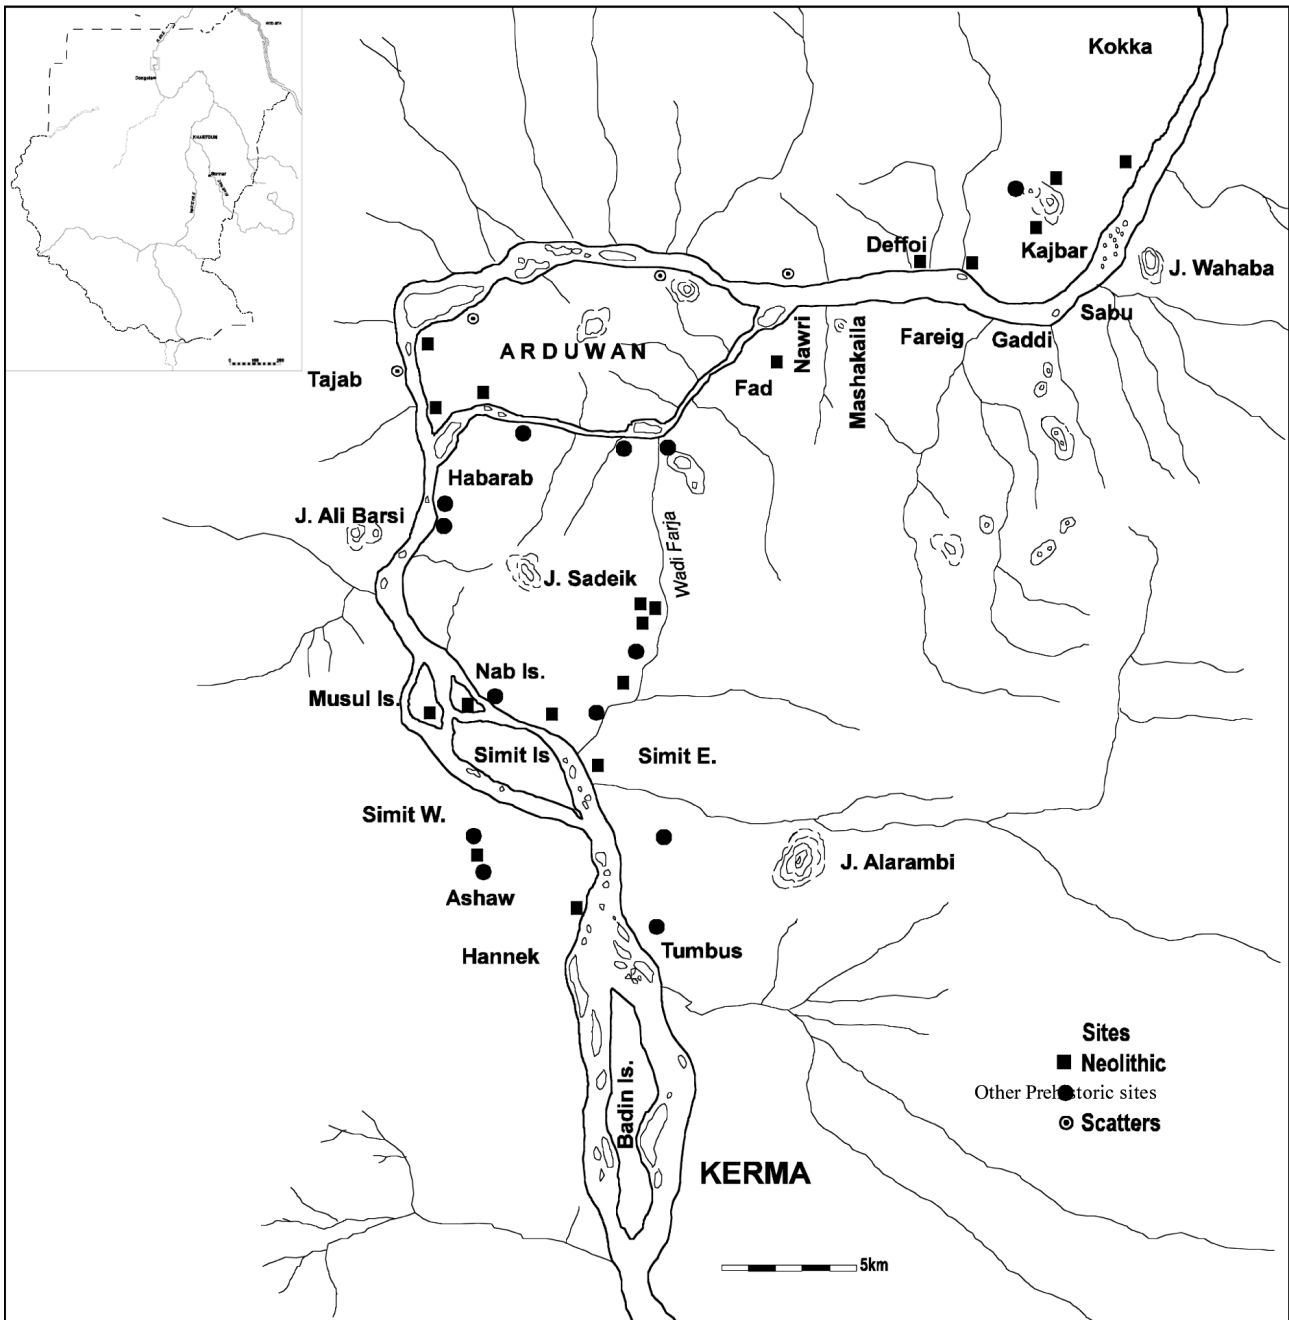 Kokka
Dongolaw
KHARTOUM
Deffoi
Kajbar
J. Wahaba
Sabu
Fareig
Gaddi
Nawri
Mashakaila
ARDUWAN
Tajab
Fad
Habarab
J. Ali Barsi
Wadi Farja
J. Sadeik
Nab Is.
Musul Is.
Simit Is
Simit E.
Simit W.
J. Alarambi
Ashaw
Hannek
Tumbus
Sites
Neolithic
Other Prehistoric sites
Scatters
Badin Is.
KERMA
5km